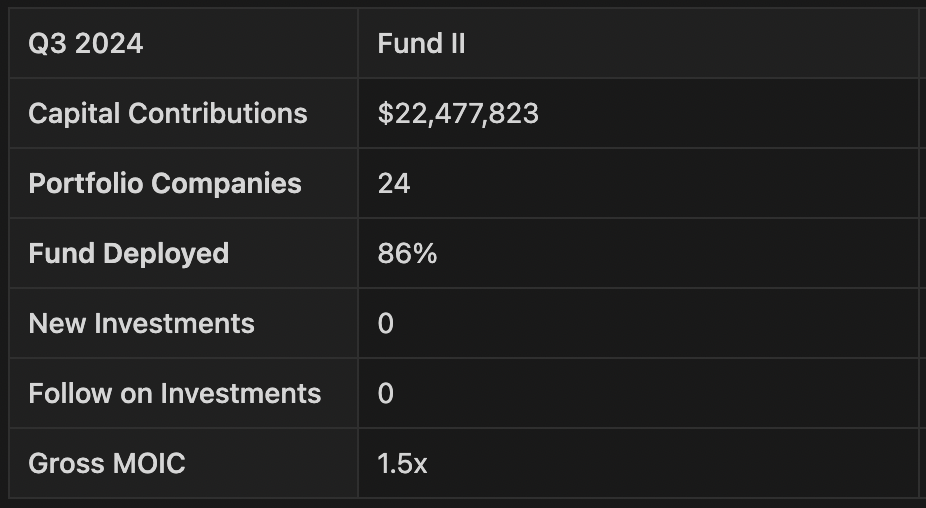 Q3 2024 Fund II
Capital Contributions $22,477,823
Portfolio Companies 24
Fund Deployed 86%
New Investments 0
Follow on Investments 0
Gross MOIC 1.5x